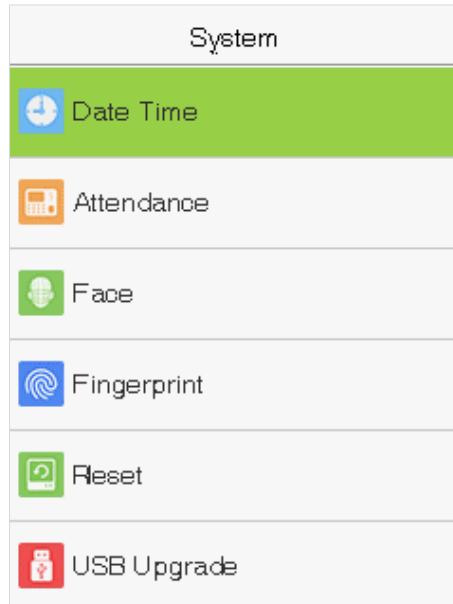 System
Date Time
Attendance
Face
Fingerprint
Reset
USB Upgrade